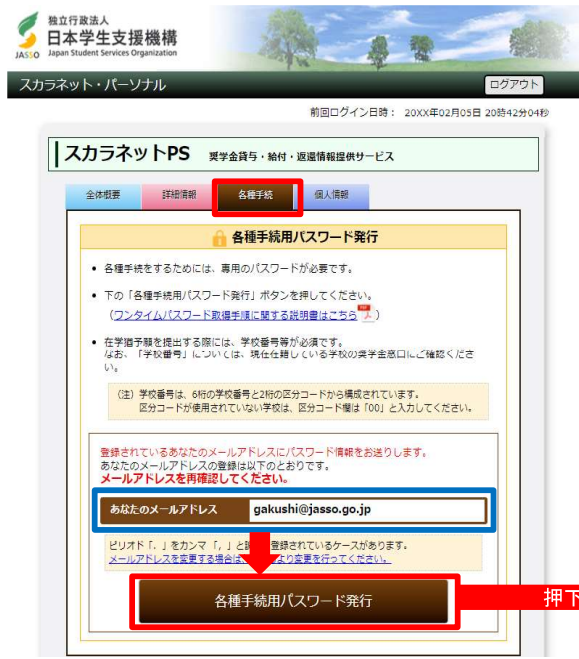 独立行政法人
日本学生支援機構
JASSO Japan Student Services Organization
スカラネット・パーソナル
ログアウト
前回ログイン日時： 20XX年02月05日 20時42分04秒
スカラネットPS 奨学金貸与・給付・返還情報提供サービス
全体概要 詳細情報 各種手続 個人情報
各種手続用パスワード発行
• 各種手続をするためには、専用のパスワードが必要です。
• 下の「各種手続用パスワード発行」ボタンを押してください。
（ワンタイムパスワード取得手順に関する説明書はこちら）
• 在学猶予願を提出する際には、学校番号等が必須です。
なお、「学校番号」については、現在在籍している学校の奨学金窓口にご確認くださ
い。
（注）学校番号は、6桁の学校番号と2桁の区分コードから構成されています。
区分コードが使用されていない学校は、区分コード欄は「00」と入力してください。
登録されているあなたのメールアドレスにパスワード情報をお送りします。
あなたのメールアドレスの登録は以下のとおりです。
メールアドレスを再確認してください。
あなたのメールアドレス gakushi@jasso.go.jp
ピリオド「．」をカンマ「，」と 登録されているケースがあります。
メールアドレスを変更する場合は、 より変更を行ってください。
各種手続用パスワード発行
押下